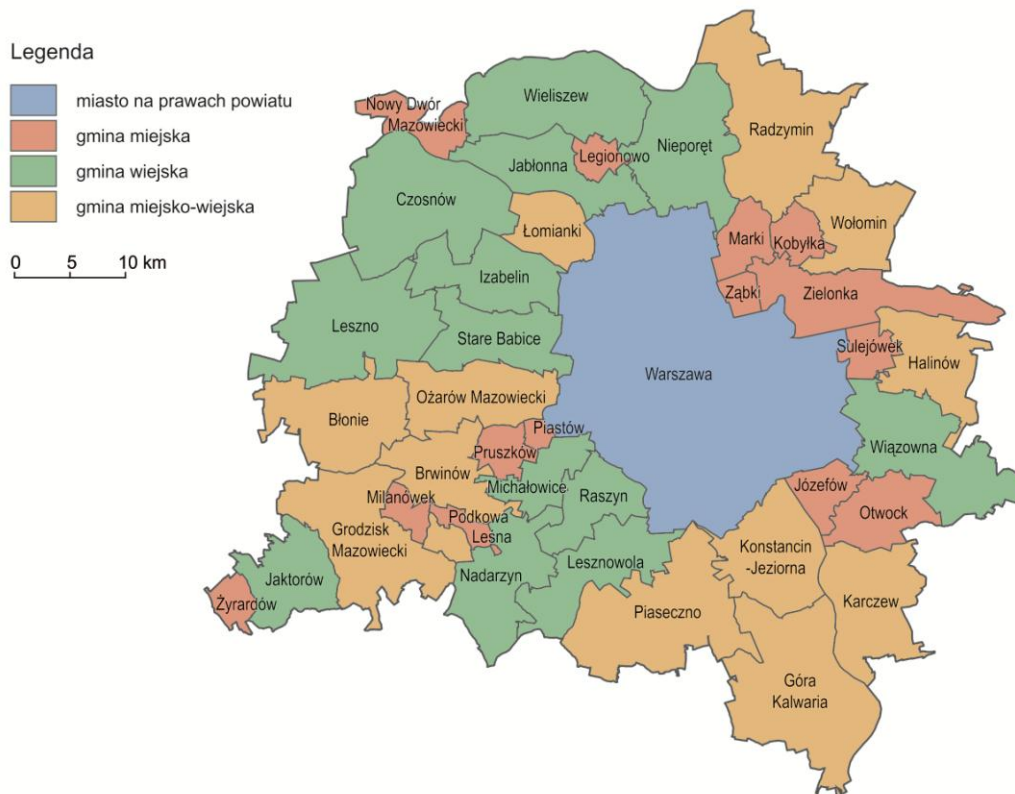 Legenda
miasto na prawach powiatu
gmina miejska
gmina wiejska
gmina miejsko-wiejska
0 5 10 km
Nowy Dwór
Mazowiecki
Wieliszew
Radzymin
Nieporęt
Legionowo
Jabłonna
Czosnów
Łomianki
Wołomin
Marki
Kobyłka
Izabelin
Ząbki
Zielonka
Leszno
Stare Babice
Sulejówek
Halinów
Warszawa
Ożarów Mazowiecki
Błonie
Piastów
Pruszków
Wiązowna
Brwinów
Michałowice
Józefów
Milanówek
Raszyn
Otwock
Podkowa
Leśna
Grodzisk
Mazowiecki
Konstancin
-Jeziorna
Lesznowola
Nadarzyn
Jaktorów
Żyrardów
Karczew
Piaseczno
Góra
Kalwaria